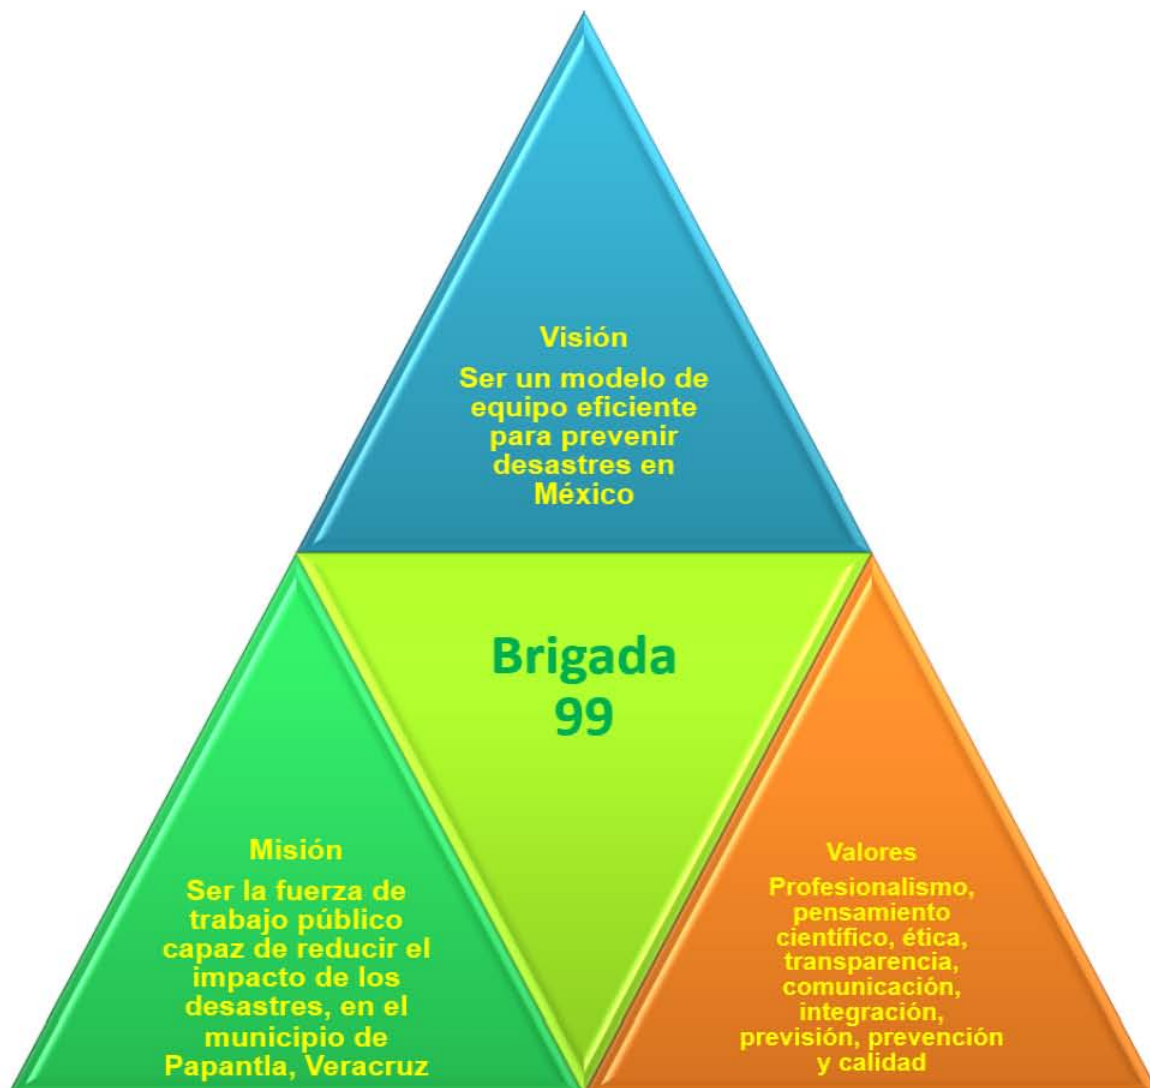 Visión
Ser un modelo de
equipo eficiente
para prevenir
desastres en
México
Brigada
99
Misión
Ser la fuerza de
trabajo público
capaz de reducir el
impacto de los
desastres, en el
municipio de
Papantla, Veracruz
Valores
Profesionalismo,
pensamiento
científico, ética,
transparencia,
comunicación,
integración,
previsión, prevención
y calidad